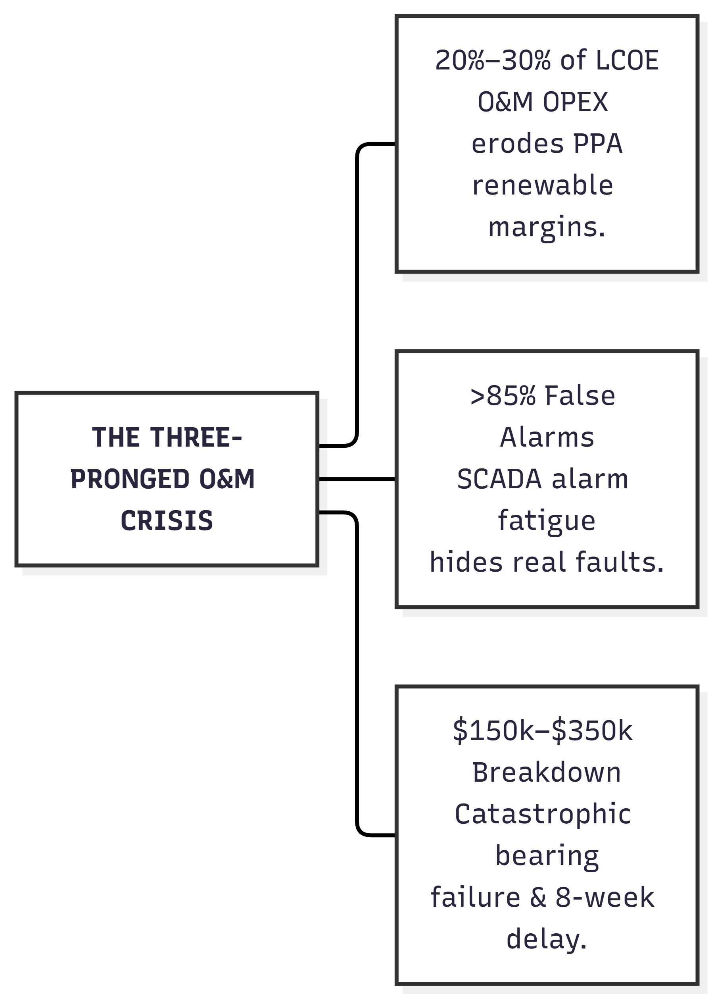 THE THREE-
PRONGED O&M
CRISIS
20%–30% of LCOE
O&M OPEX
erodes PPA
renewable
margins.
>85% False
Alarms
SCADA alarm
fatigue
hides real faults.
$150k–$350k
Breakdown
Catastrophic
bearing
failure & 8-week
delay.